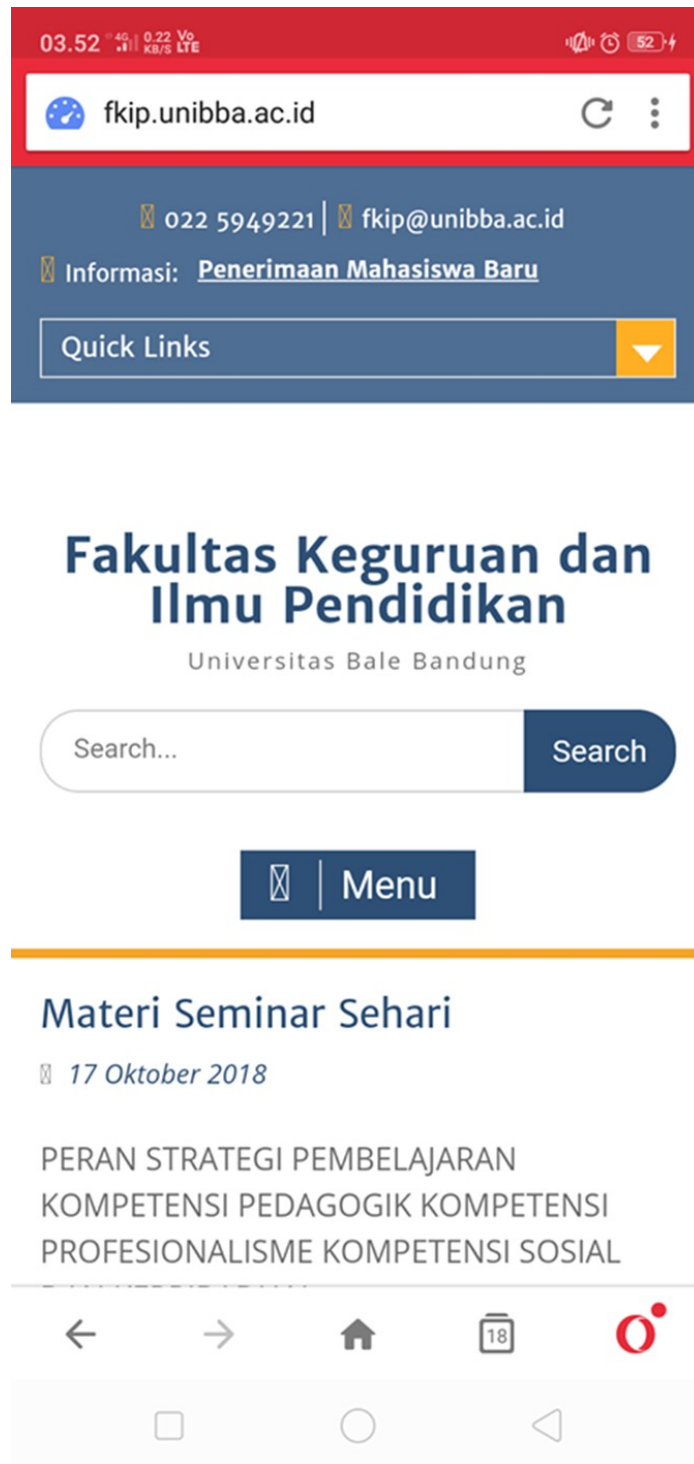 03.52 4G 0.22 KB/S Vo LTE 52
fkip.unibba.ac.id
022 5949221 fkip@unibba.ac.id
Informasi: Penerimaan Mahasiswa Baru
Quick Links
Fakultas Keguruan dan
Ilmu Pendidikan
Universitas Bale Bandung
Search... Search
Menu
Materi Seminar Sehari
17 Oktober 2018
PERAN STRATEGI PEMBELAJARAN
KOMPETENSI PEDAGOGIK KOMPETENSI
PROFESIONALISME KOMPETENSI SOSIAL
18